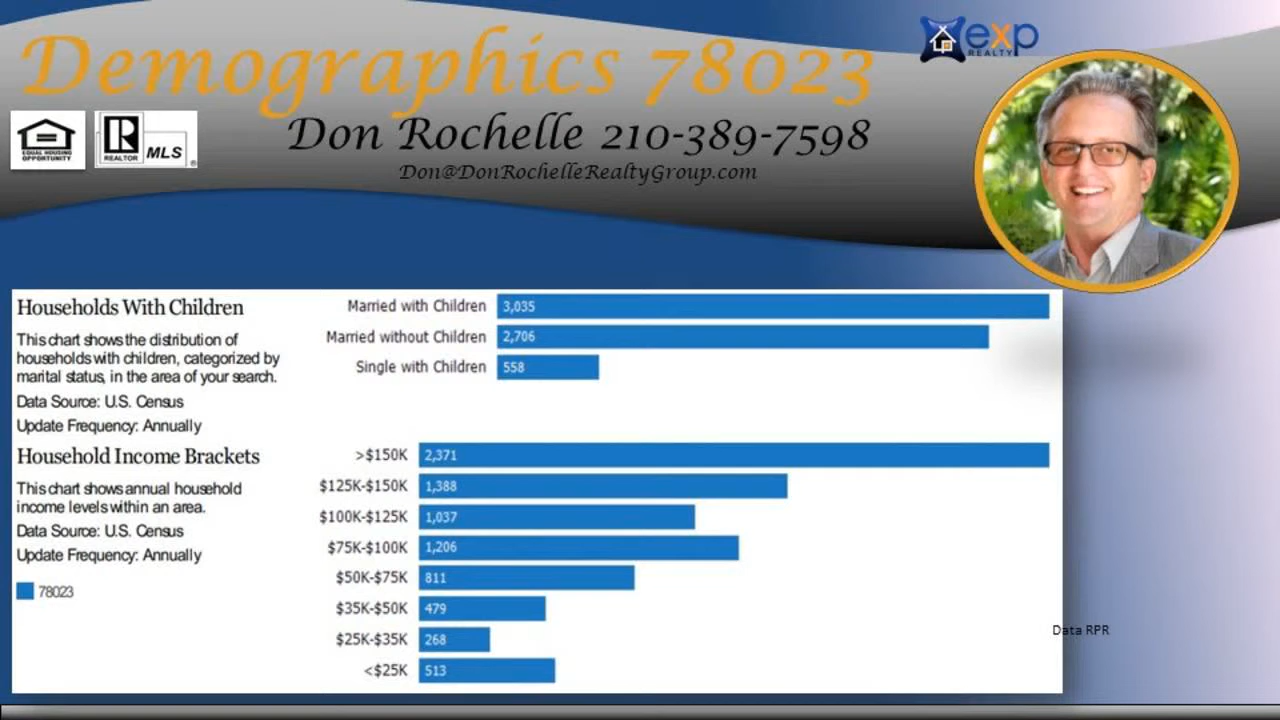 Demographics 78023
exp
REALTY
EQUAL HOUSING
OPPORTUNITY
R
REALTOR
MLS
®
Don Rochelle 210-389-7598
Don@DonRochelleRealtyGroup.com
Households With Children
This chart shows the distribution of
households with children, categorized by
marital status, in the area of your search.
Data Source: U.S. Census
Update Frequency: Annually
Married with Children 3,035
Married without Children 2,706
Single with Children 558
Household Income Brackets
This chart shows annual household
income levels within an area.
Data Source: U.S. Census
Update Frequency: Annually
78023
>$150K 2,371
$125K-$150K 1,388
$100K-$125K 1,037
$75K-$100K 1,206
$50K-$75K 811
$35K-$50K 479
$25K-$35K 268
<$25K 513
Data RPR